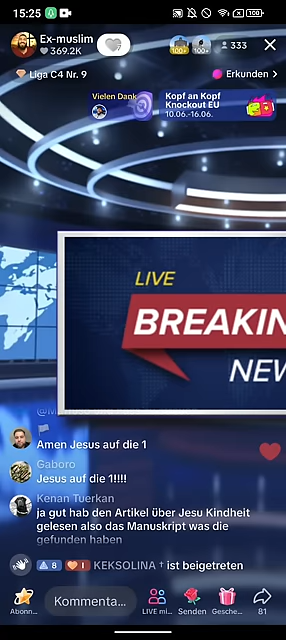 15:25
100
Ex-muslim
369.2K
100+
100+
333
Liga C4 Nr. 9
Erkunden >
Vielen Dank
Kopf an Kopf
Knockout EU
10.06.-16.06.
LIVE
BREAKIN
NEW
Amen Jesus auf die 1
Gaboro
Jesus auf die 1!!!!
Kenan Tuerkan
ja gut hab den Artikel über Jesu Kindheit
gelesen also das Manuskript was die
gefunden haben
8
1
KEKSOLINA † ist beigetreten
Kommenta...
Abonn...
LIVE mi...
Senden
Gesche...
81